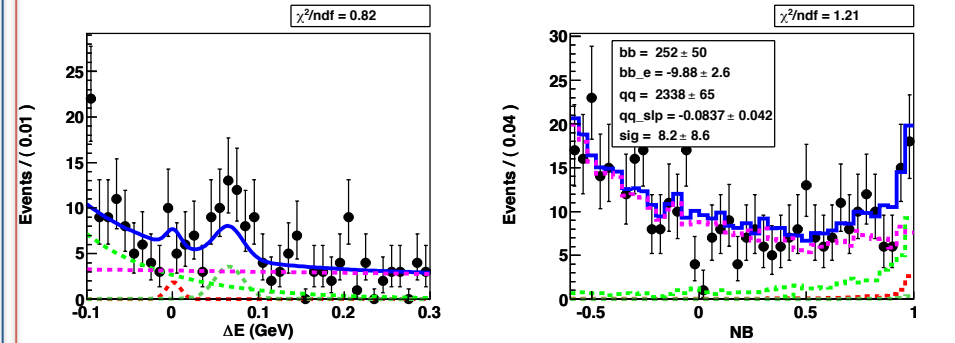 χ²/ndf = 0.82
Events / ( 0.01 )
25
20
15
10
5
0
-0.1 0 0.1 0.2 0.3
ΔE (GeV)
χ²/ndf = 1.21
bb = 252 ± 50
bb_e = -9.88 ± 2.6
qq = 2338 ± 65
qq_slp = -0.0837 ± 0.042
sig = 8.2 ± 8.6
Events / ( 0.04 )
30
25
20
15
10
5
0
-0.5 0 0.5 1
NB